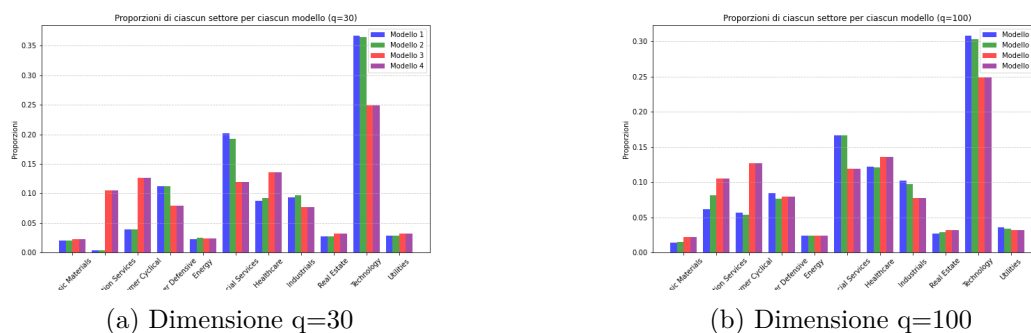 Proporzioni di ciascun settore per ciascun modello (q=30)
Proporzioni
0.35
0.30
0.25
0.20
0.15
0.10
0.05
0.00
Modello 1
Modello 2
Modello 3
Modello 4
sic Materials
tion Services
mer Cyclical
er Defensive
Energy
cial Services
Healthcare
Industrials
Real Estate
Technology
Utilities
(a) Dimensione q=30
Proporzioni di ciascun settore per ciascun modello (q=100)
Proporzioni
0.30
0.25
0.20
0.15
0.10
0.05
0.00
Modello
Modello
Modello
Modello
sic Materials
tion Services
mer Cyclical
er Defensive
Energy
cial Services
Healthcare
Industrials
Real Estate
Technology
Utilities
(b) Dimensione q=100